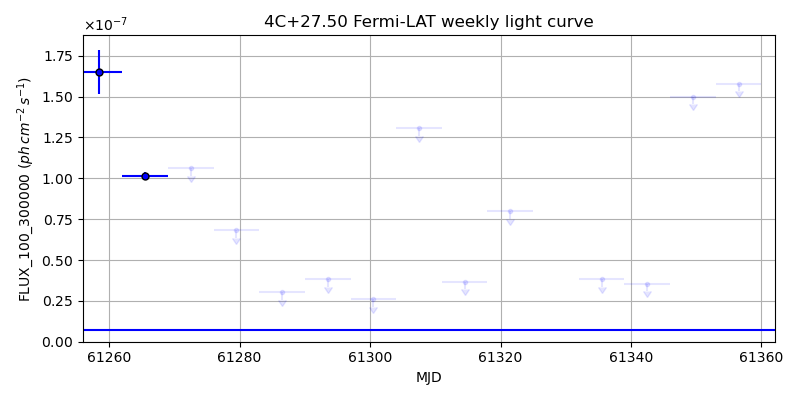 4C+27.50 Fermi-LAT weekly light curve
×10⁻⁷
FLUX_100_300000 (ph cm⁻² s⁻¹)
1.75
1.50
1.25
1.00
0.75
0.50
0.25
0.00
61260 61280 61300 61320 61340 61360
MJD